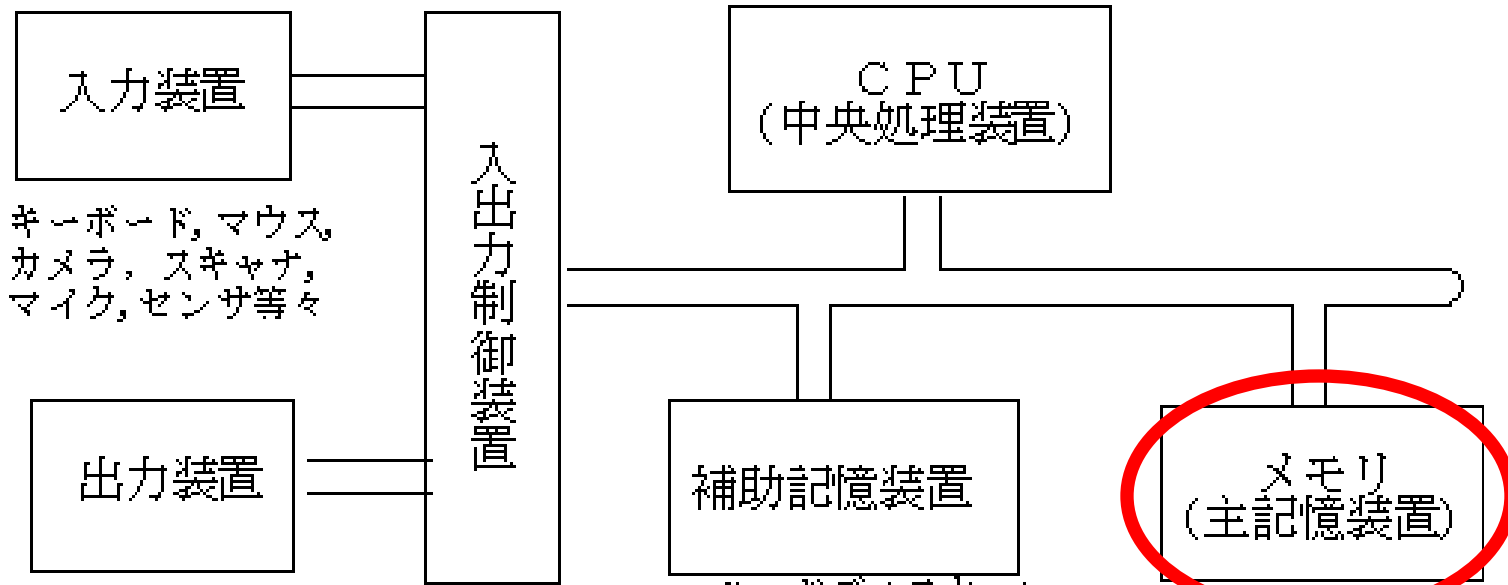 入力装置
キーボード,マウス,
カメラ, スキャナ,
マイク,センサ等々
出力装置
入出力制御装置
CPU
(中央処理装置)
補助記憶装置
メモリ
(主記憶装置)